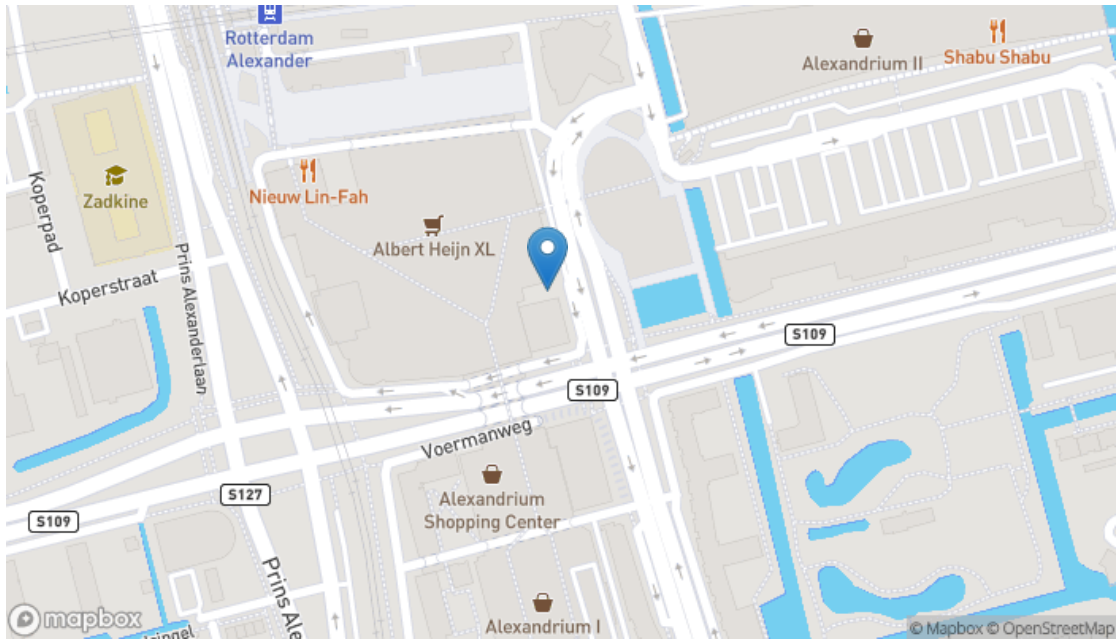 Rotterdam
Alexander
Alexandrium II
Shabu Shabu
Zadkine
Koperpad
Nieuw Lin-Fah
Albert Heijn XL
Koperstraat
Prins Alexanderlaan
S109
S109
Voermanweg
S127
S109
Alexandrium
Shopping Center
Prins Ale
singel
Alexandrium I
mapbox
© Mapbox © OpenStreetMap